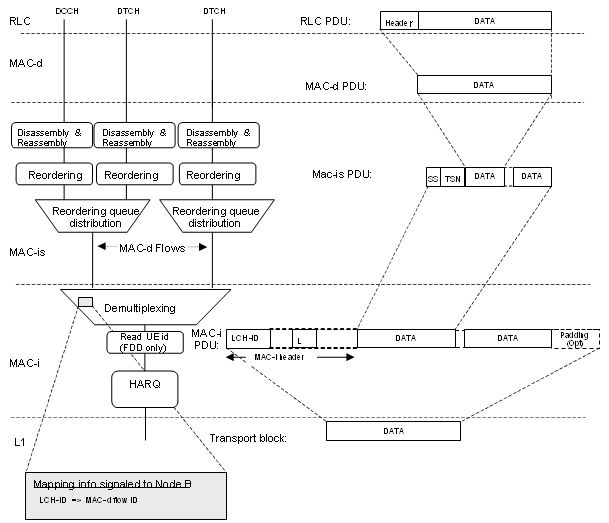 RLC
DCCH
DTCH
DTCH
RLC PDU:
Header
DATA
MAC-d
MAC-d PDU:
DATA
Disassembly &
Reassembly
Disassembly &
Reassembly
Disassembly &
Reassembly
Reordering
Reordering
Reordering
Mac-is PDU:
SS
TSN
DATA
DATA
Reordering queue
distribution
Reordering queue
distribution
MAC-is
MAC-d Flows
Demultiplexing
Read UE id
(FDD only)
MAC-i
PDU:
LCH-ID
L
DATA
DATA
Padding
(Opt)
MAC-i header
MAC-i
HARQ
L1
Transport block:
DATA
Mapping info signaled to Node B
LCH-ID => MAC-d flow ID